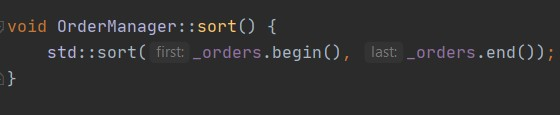 void OrderManager::sort() {
    std::sort( first: _orders.begin(), last: _orders.end());
}